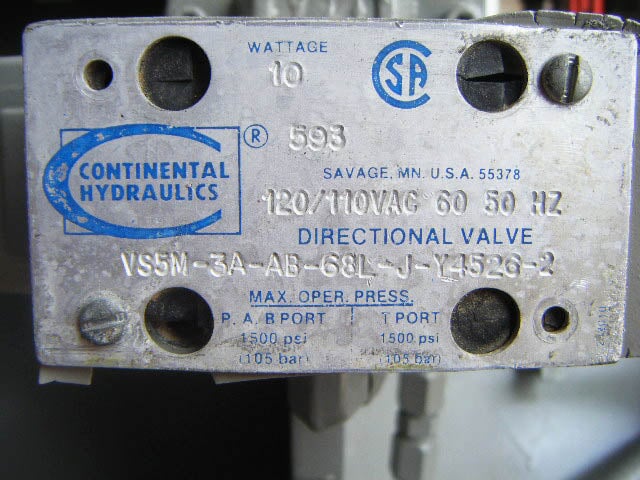 WATTAGE
10
CSA
CONTINENTAL®
HYDRAULICS
593
SAVAGE, MN. U.S.A. 55378
120/110VAC 60 50 HZ
DIRECTIONAL VALVE
VS5M-3A-AB-68L-J-Y4526-2
MAX. OPER. PRESS.
P. A. B PORT T PORT
1500 psi 1500 psi
(105 bar) (105 bar)